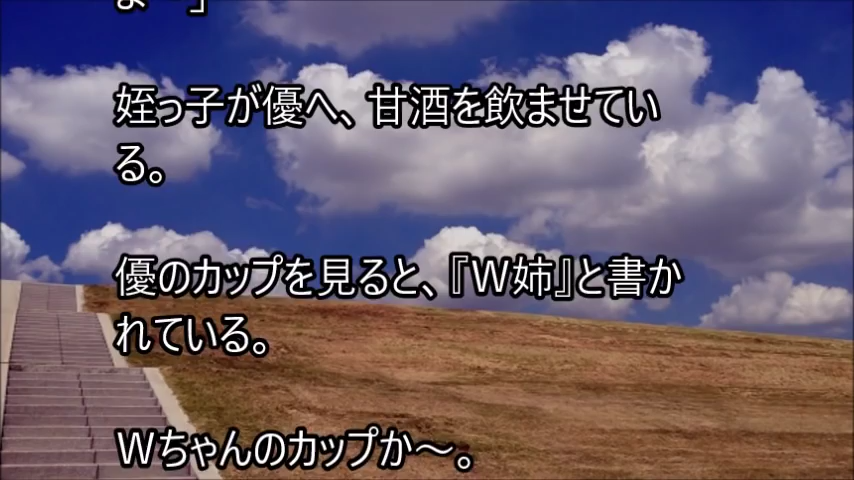 ま〜」
姪っ子が優へ、甘酒を飲ませてい
る。
優のカップを見ると、『W姉』と書か
れている。
Wちゃんのカップか〜。